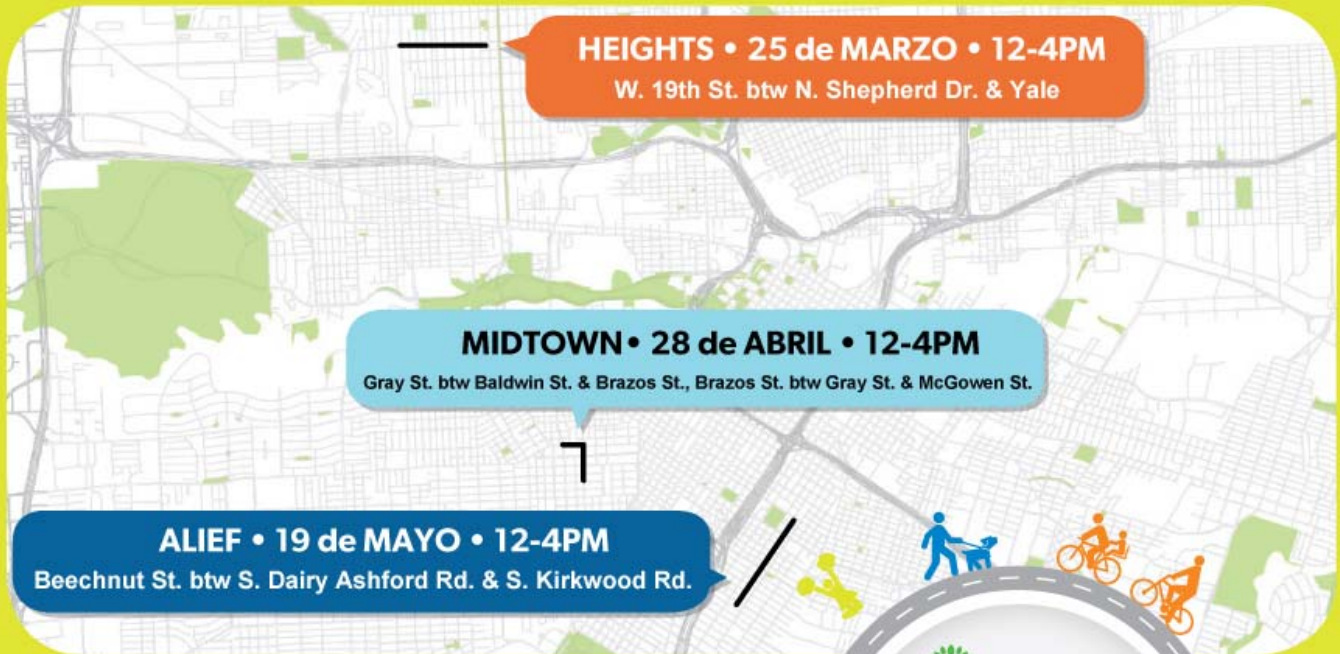 HEIGHTS • 25 de MARZO • 12-4PM
W. 19th St. btw N. Shepherd Dr. & Yale
MIDTOWN • 28 de ABRIL • 12-4PM
Gray St. btw Baldwin St. & Brazos St., Brazos St. btw Gray St. & McGowen St.
ALIEF • 19 de MAYO • 12-4PM
Beechnut St. btw S. Dairy Ashford Rd. & S. Kirkwood Rd.